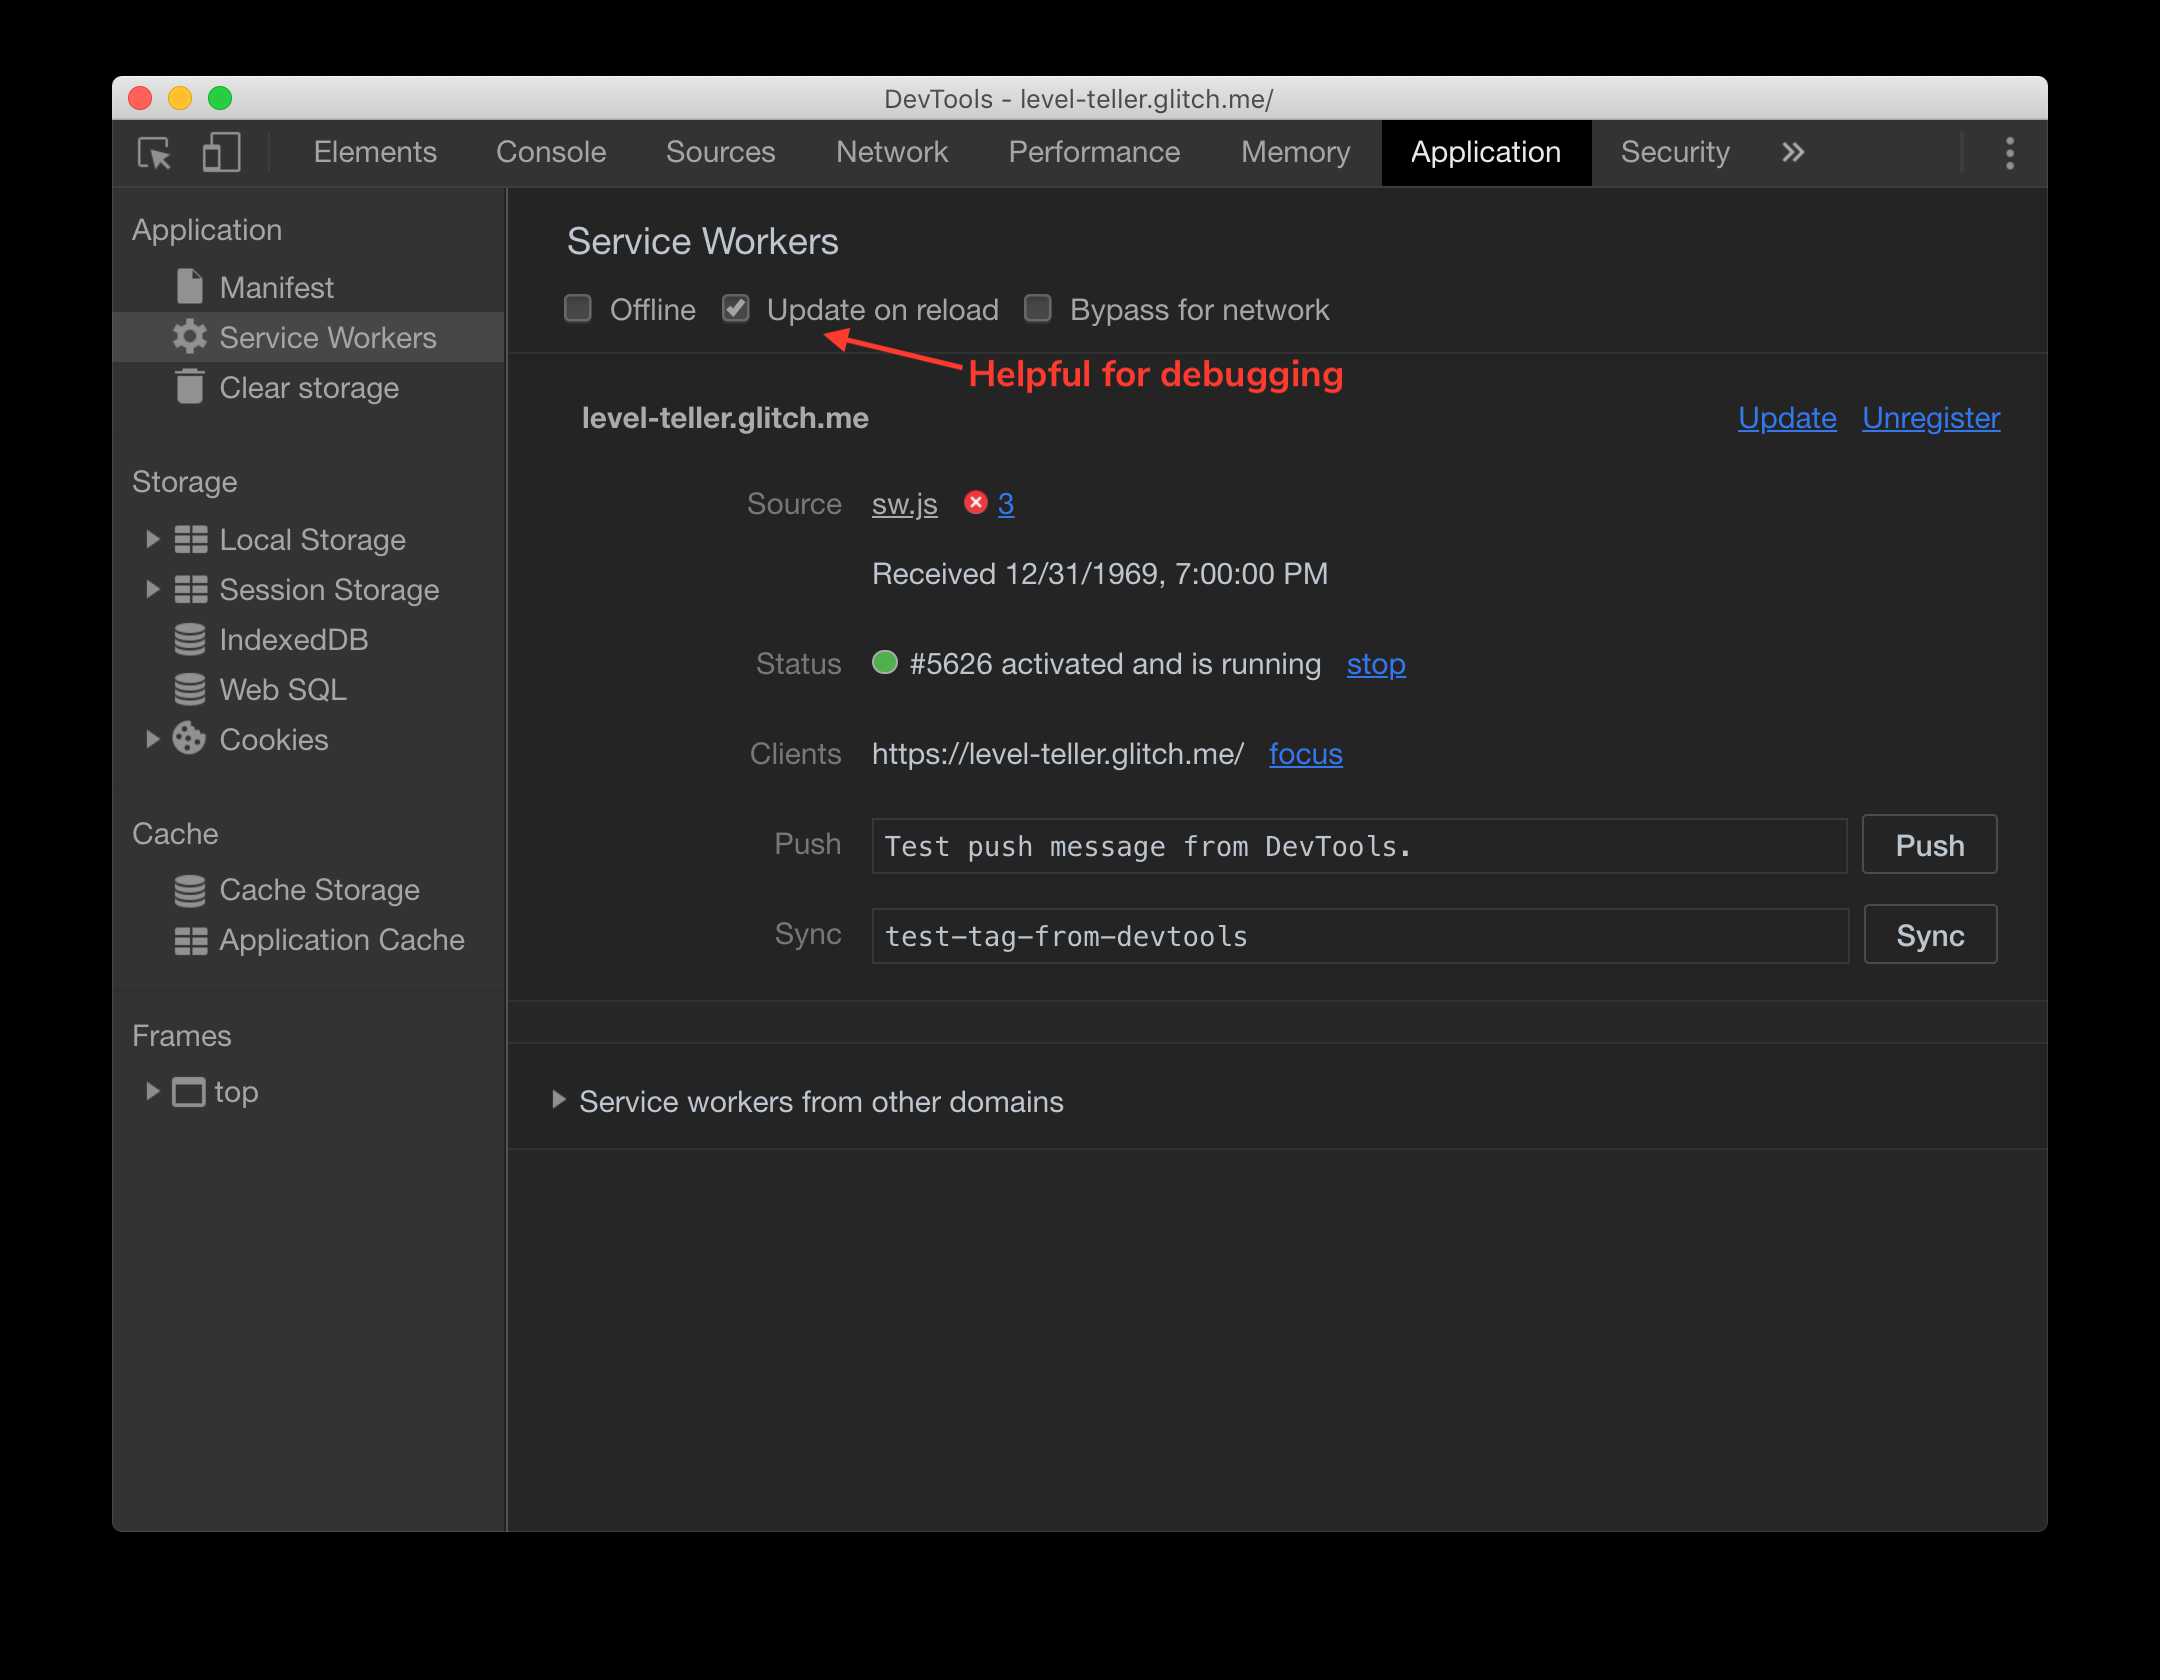 DevTools - level-teller.glitch.me/
Elements Console Sources Network Performance Memory Application Security
Application
Manifest
Service Workers
Clear storage
Storage
Local Storage
Session Storage
IndexedDB
Web SQL
Cookies
Cache
Cache Storage
Application Cache
Frames
top
Service Workers
Offline Update on reload Bypass for network
Helpful for debugging
level-teller.glitch.me Update Unregister
Source sw.js 3
Received 12/31/1969, 7:00:00 PM
Status #5626 activated and is running stop
Clients https://level-teller.glitch.me/ focus
Push Test push message from DevTools. Push
Sync test-tag-from-devtools Sync
Service workers from other domains